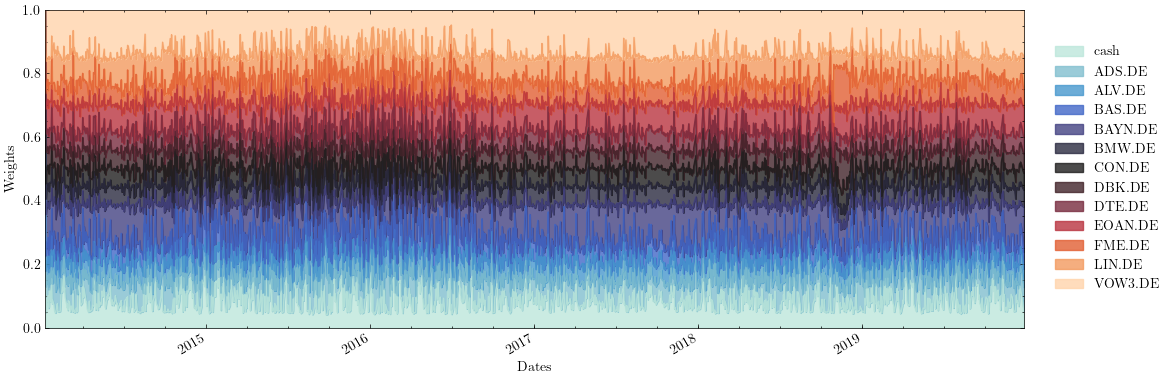 1.0
0.8
0.6
0.4
0.2
0.0
Weights
2015
2016
2017
2018
2019
Dates
cash
ADS.DE
ALV.DE
BAS.DE
BAYN.DE
BMW.DE
CON.DE
DBK.DE
DTE.DE
EOAN.DE
FME.DE
LIN.DE
VOW3.DE